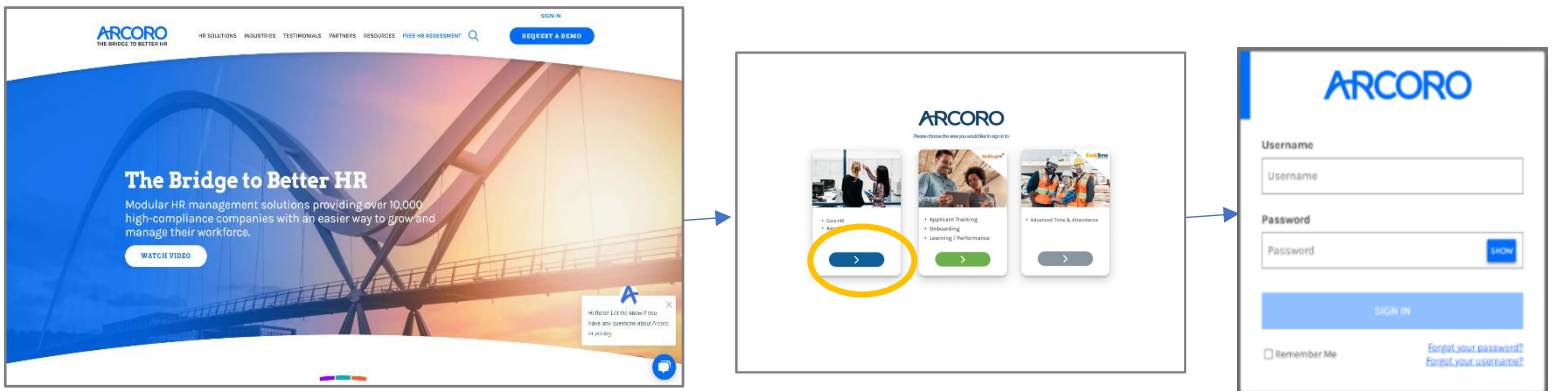 SIGN IN
ARCORO
THE BRIDGE TO BETTER HR
HR SOLUTIONS INDUSTRIES TESTIMONIALS PARTNERS RESOURCES FREE HR ASSESSMENT
REQUEST A DEMO
The Bridge to Better HR
Modular HR management solutions providing over 10,000
high-compliance companies with an easier way to grow and
manage their workforce.
WATCH VIDEO
Hi there! Let me know if you
have any questions about Arcoro
or pricing.
ARCORO
Please choose the area you would like to sign in to:
• Core HR
BirdDogHR
• Applicant Tracking
• Onboarding
• Learning / Performance
ExakTime
• Advanced Time & Attendance
ARCORO
Username
Username
Password
Password
SHOW
SIGN IN
Remember Me
Forgot your password?
Forgot your username?